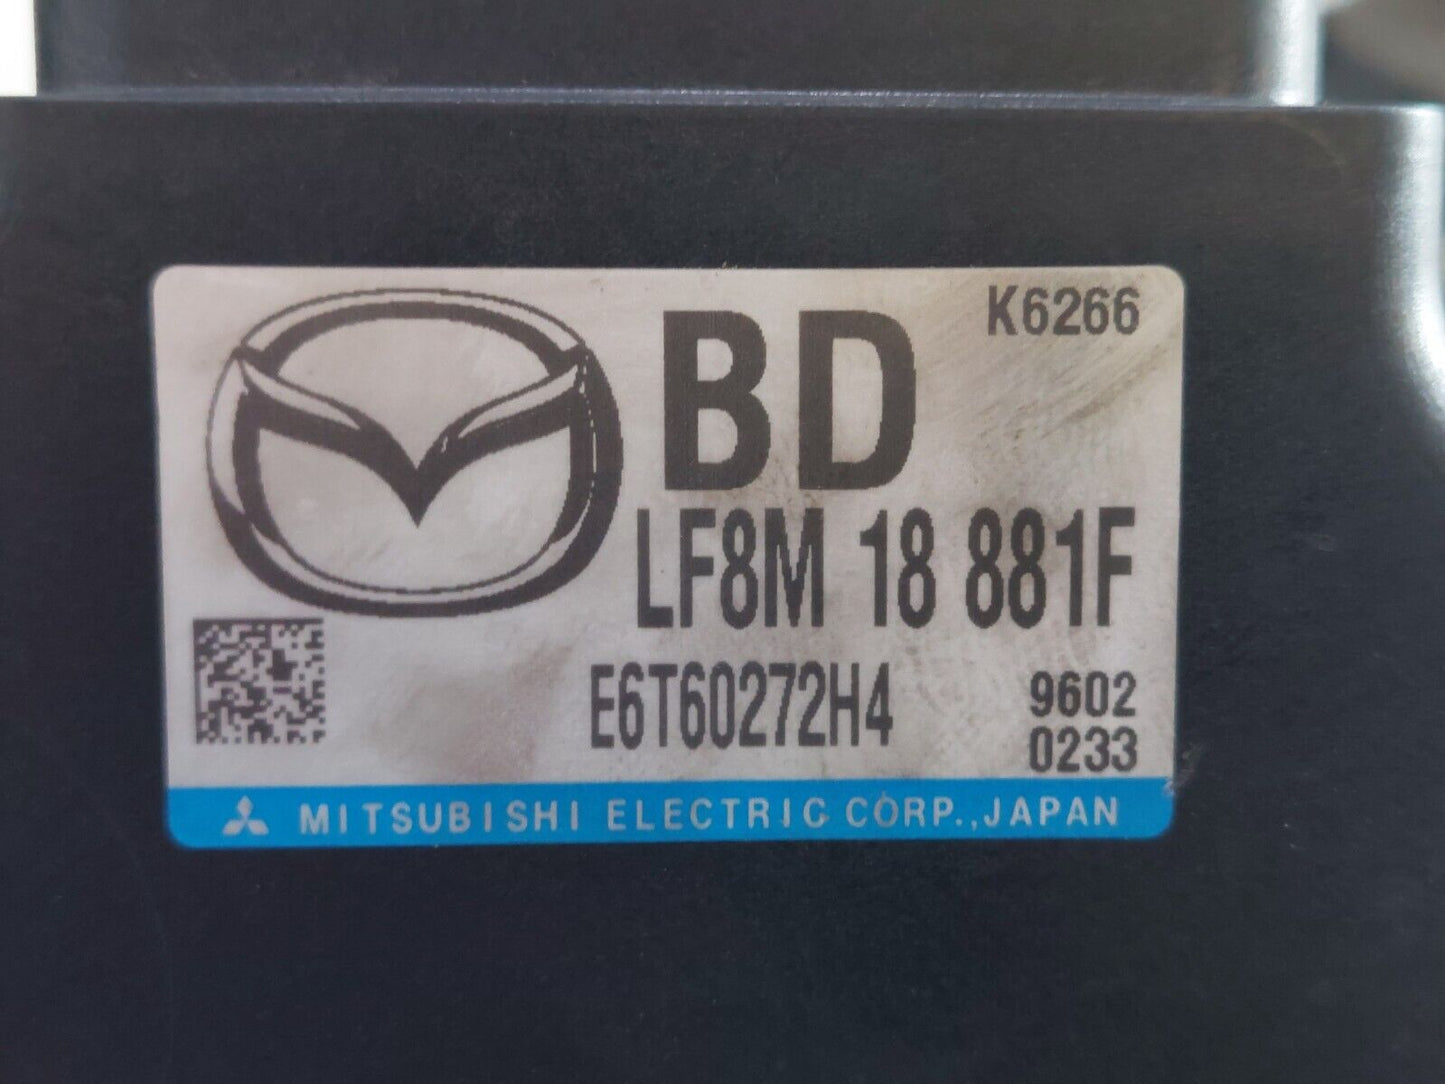 K6266
BD
LF8M 18 881F
E6T60272H4
9602
0233
MITSUBISHI ELECTRIC CORP.,JAPAN